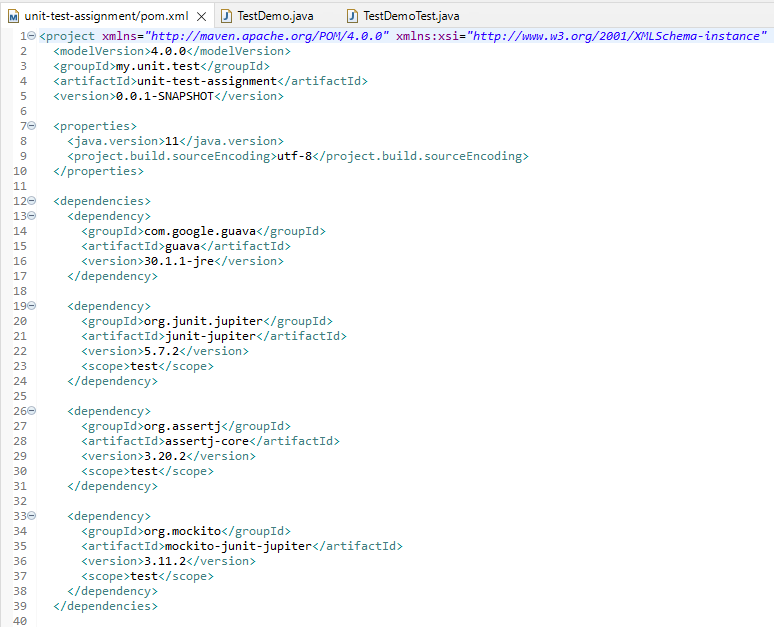 unit-test-assignment/pom.xml TestDemo.java TestDemoTest.java
1 <project xmlns="http://maven.apache.org/POM/4.0.0" xmlns:xsi="http://www.w3.org/2001/XMLSchema-instance"
2 <modelVersion>4.0.0</modelVersion>
3 <groupId>my.unit.test</groupId>
4 <artifactId>unit-test-assignment</artifactId>
5 <version>0.0.1-SNAPSHOT</version>
6
7 <properties>
8 <java.version>11</java.version>
9 <project.build.sourceEncoding>utf-8</project.build.sourceEncoding>
10 </properties>
11
12 <dependencies>
13 <dependency>
14 <groupId>com.google.guava</groupId>
15 <artifactId>guava</artifactId>
16 <version>30.1.1-jre</version>
17 </dependency>
18
19 <dependency>
20 <groupId>org.junit.jupiter</groupId>
21 <artifactId>junit-jupiter</artifactId>
22 <version>5.7.2</version>
23 <scope>test</scope>
24 </dependency>
25
26 <dependency>
27 <groupId>org.assertj</groupId>
28 <artifactId>assertj-core</artifactId>
29 <version>3.20.2</version>
30 <scope>test</scope>
31 </dependency>
32
33 <dependency>
34 <groupId>org.mockito</groupId>
35 <artifactId>mockito-junit-jupiter</artifactId>
36 <version>3.11.2</version>
37 <scope>test</scope>
38 </dependency>
39 </dependencies>
40